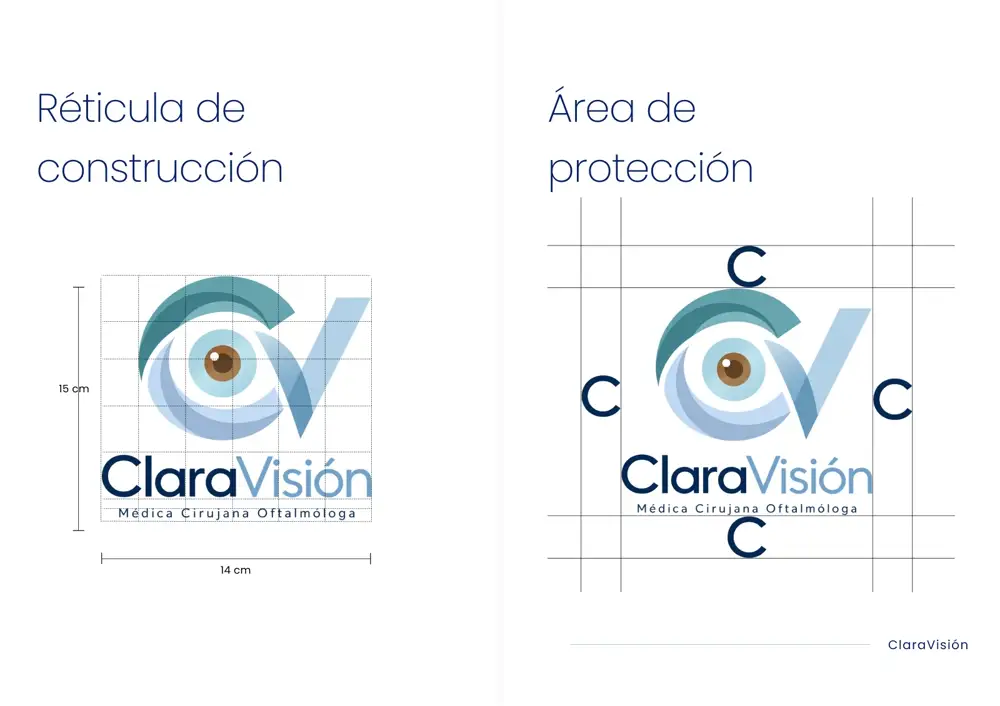 Réticula de
construcción
15 cm
ClaraVisión
Médica Cirujana Oftalmóloga
14 cm
Área de
protección
C
C
C
ClaraVisión
Médica Cirujana Oftalmóloga
C
ClaraVisión